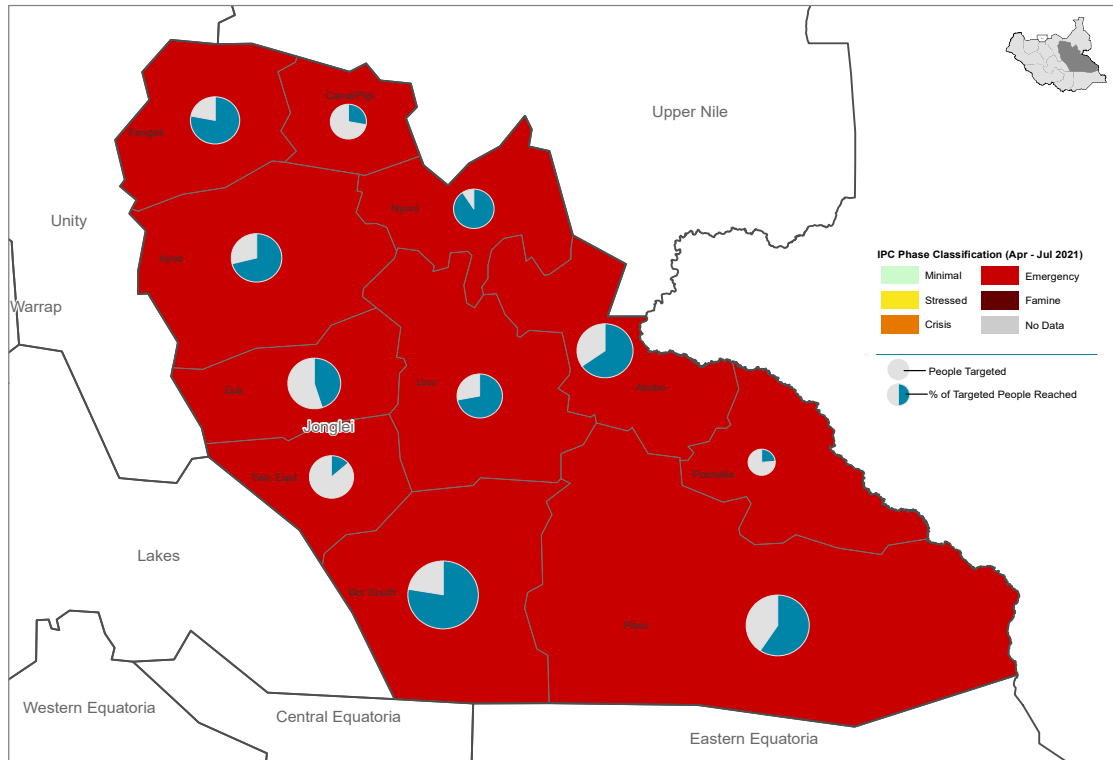 Upper Nile
Canal/Pigi
Fangak
Nyirol
Unity
Ayod
IPC Phase Classification (Apr - Jul 2021)
Minimal
Emergency
Warrap
Stressed
Famine
Crisis
No Data
People Targeted
Duk
Uror
Akobo
% of Targeted People Reached
Jonglei
Twic East
Pochalla
Lakes
Bor South
Pibor
Western Equatoria
Central Equatoria
Eastern Equatoria